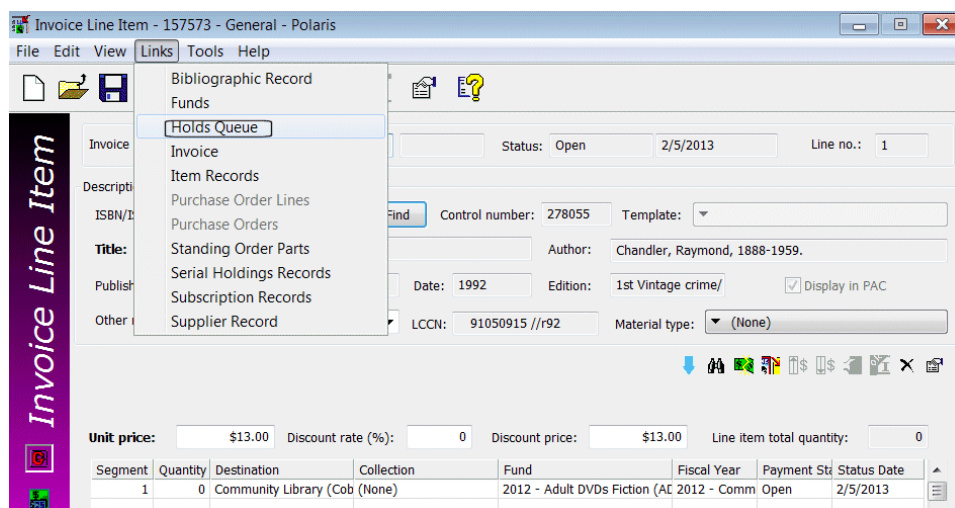 Invoice Line Item - 157573 - General - Polaris
File Edit View Links Tools Help
Bibliographic Record
Funds
Holds Queue
Invoice
Item Records
Purchase Order Lines
Purchase Orders
Standing Order Parts
Serial Holdings Records
Subscription Records
Supplier Record
Invoice Line Item
Invoice Status: Open 2/5/2013 Line no.: 1
Descripti
ISBN/I Find Control number: 278055 Template:
Title: Author: Chandler, Raymond, 1888-1959.
Publish Date: 1992 Edition: 1st Vintage crime/ Display in PAC
Other LCCN: 91050915 //r92 Material type: (None)
Unit price: $13.00 Discount rate (%): 0 Discount price: $13.00 Line item total quantity: 0
Segment Quantity Destination Collection Fund Fiscal Year Payment Sta Status Date
1 0 Community Library (Cob (None) 2012 - Adult DVDs Fiction (AD 2012 - Comm Open 2/5/2013